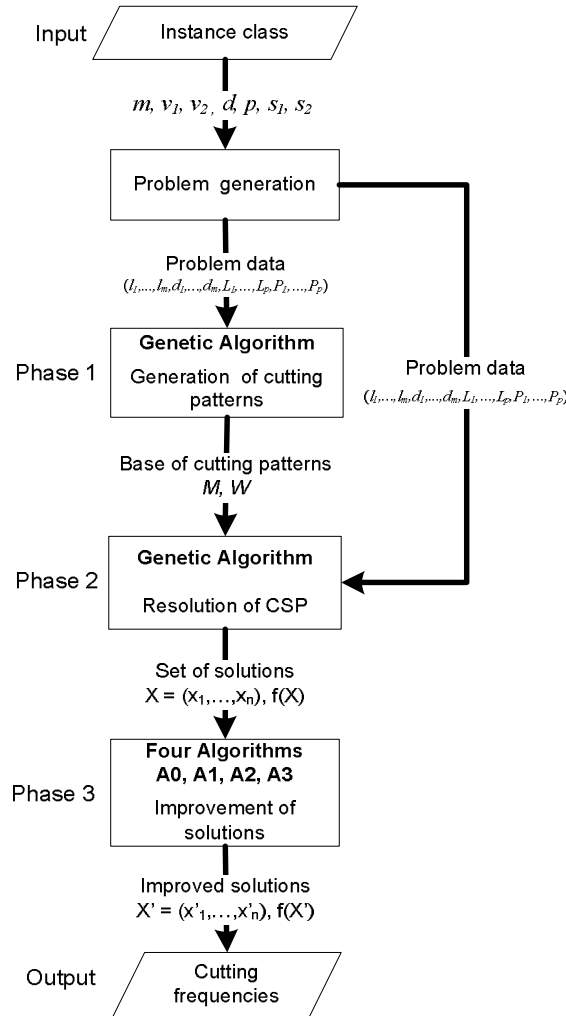 Input
Instance class
m, v1, v2, d, p, s1, s2
Problem generation
Problem data
(l1,...,lm,d1,...,dm,L1,...,Lp,P1,...,Pp)
Phase 1
Genetic Algorithm
Generation of cutting
patterns
Problem data
(l1,...,lm,d1,...,dm,L1,...,Lp,P1,...,Pp)
Base of cutting patterns
M, W
Phase 2
Genetic Algorithm
Resolution of CSP
Set of solutions
X = (x1,...,xn), f(X)
Phase 3
Four Algorithms
A0, A1, A2, A3
Improvement of
solutions
Improved solutions
X' = (x'1,...,x'n), f(X')
Output
Cutting
frequencies